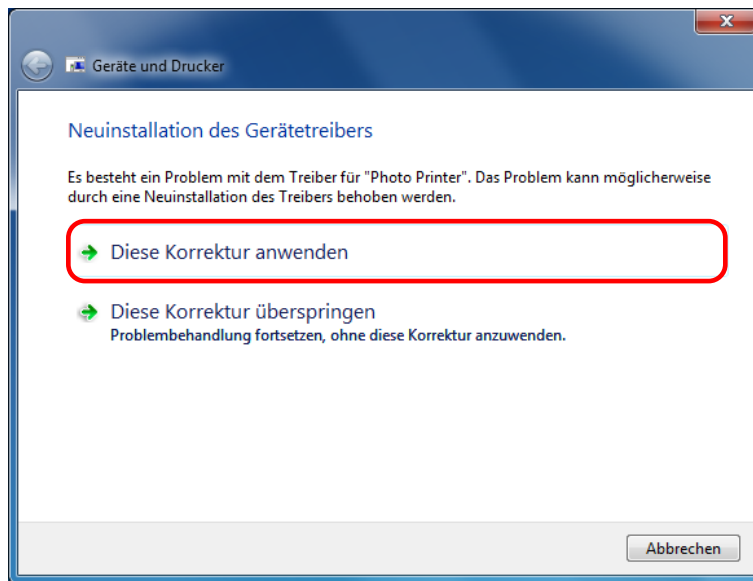 Geräte und Drucker
Neuinstallation des Gerätetreibers
Es besteht ein Problem mit dem Treiber für "Photo Printer". Das Problem kann möglicherweise
durch eine Neuinstallation des Treibers behoben werden.
Diese Korrektur anwenden
Diese Korrektur überspringen
Problembehandlung fortsetzen, ohne diese Korrektur anzuwenden.
Abbrechen